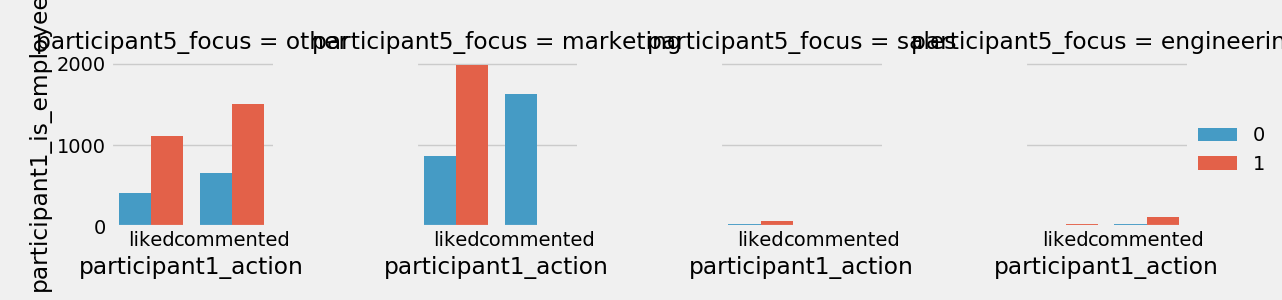 participant5_focus = other
participant5_focus = marketing
participant5_focus = sales
participant5_focus = engineerin
participant1_is_employee
2000
1000
0
liked commented
liked commented
liked commented
liked commented
participant1_action
participant1_action
participant1_action
participant1_action
0
1